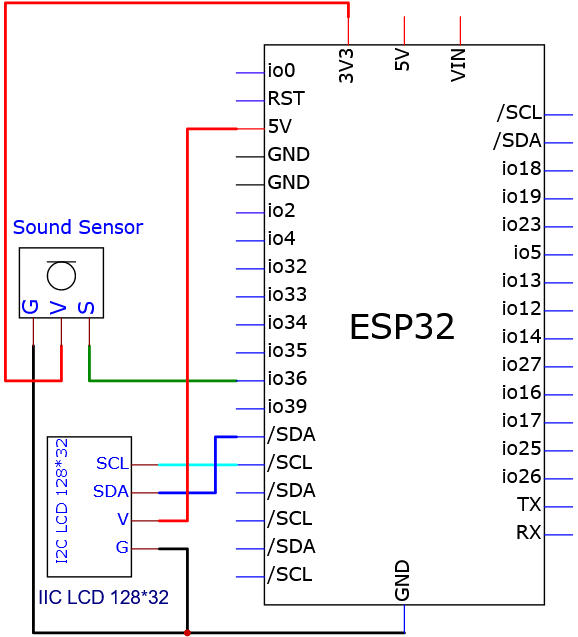 3V3
5V
VIN
io0
RST
5V
GND
GND
io2
io4
io32
io33
io34
io35
io36
io39
/SDA
/SCL
/SDA
/SCL
/SDA
/SCL
/SCL
/SDA
io18
io19
io23
io5
io13
io12
io14
io27
io16
io17
io25
io26
TX
RX
ESP32
GND
Sound Sensor
G
V
S
I2C LCD 128*32
SCL
SDA
V
G
IIC LCD 128*32